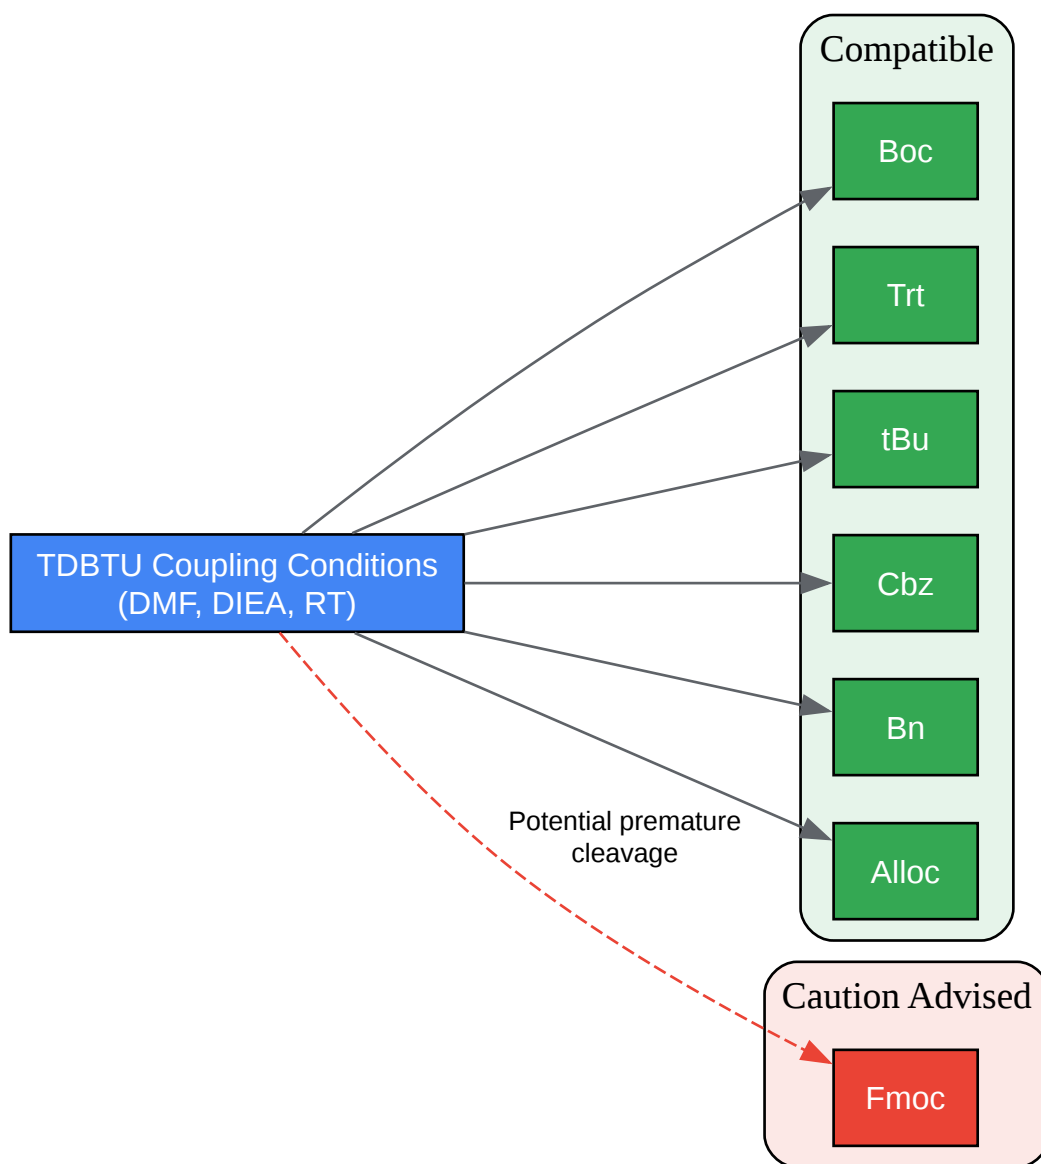 Compatible
Boc
Trt
tBu
TDBTU Coupling Conditions
(DMF, DIEA, RT)
Cbz
Bn
Potential premature
cleavage
Alloc
Caution Advised
Fmoc